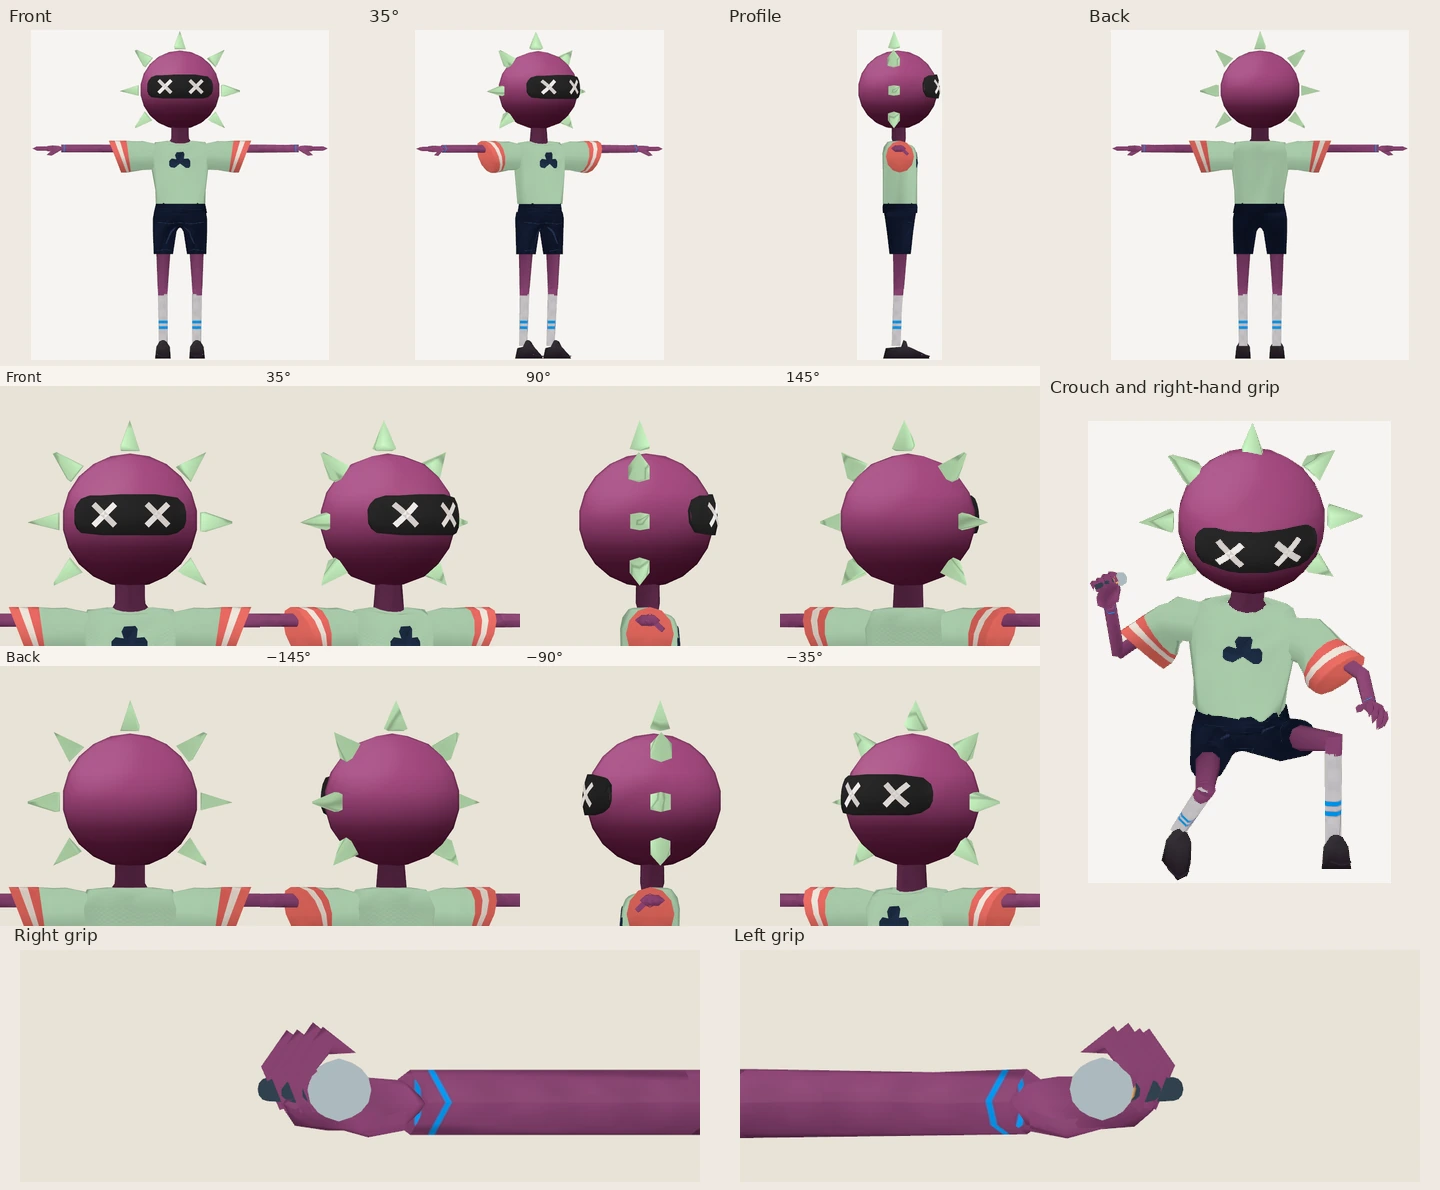 Front
35°
Profile
Back
Front
35°
90°
145°
Crouch and right-hand grip
Back
−145°
−90°
−35°
Right grip
Left grip